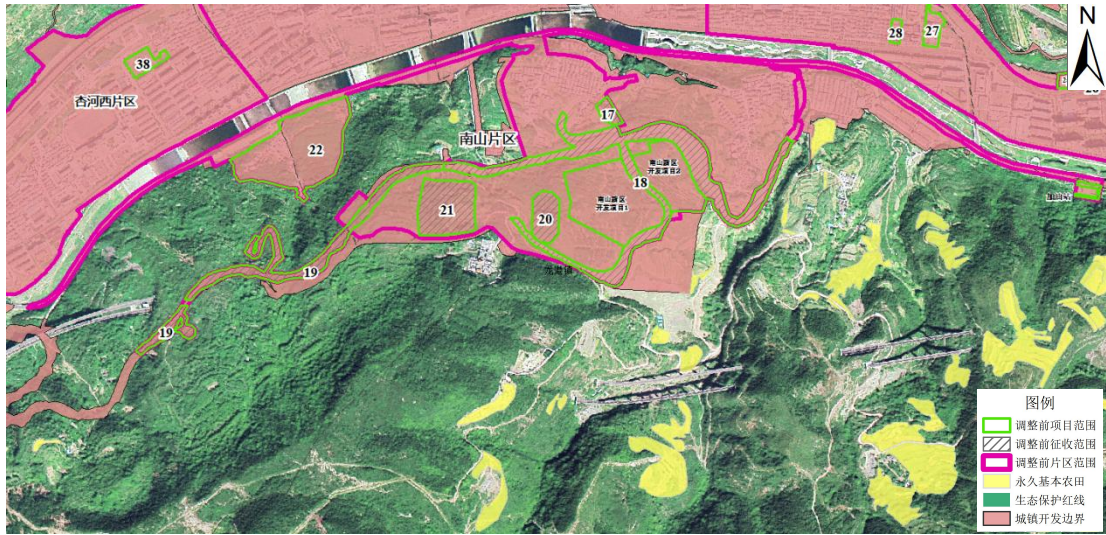 N
28
27
38
杏河西片区
17
南山片区
22
南山新区
开发项目2
18
南山新区
开发项目1
21
20
19
19
图例
调整前项目范围
调整前征收范围
调整前片区范围
永久基本农田
生态保护红线
城镇开发边界